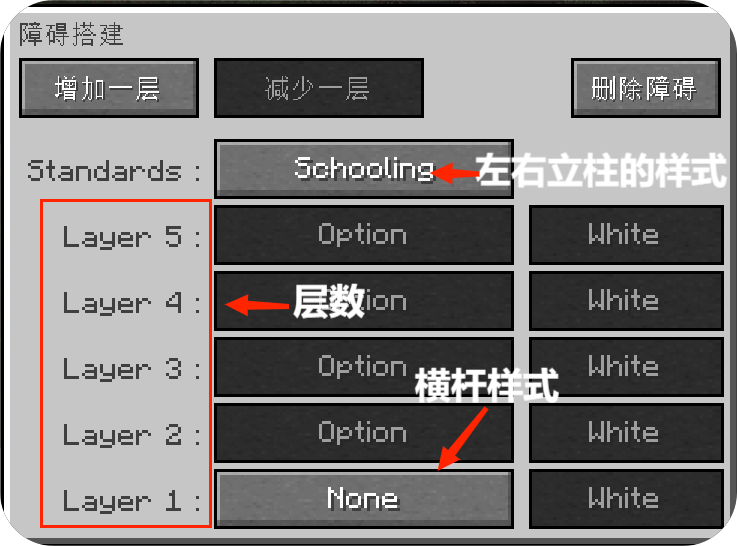 障碍搭建
增加一层 减少一层 删除障碍
Standards : Schooling 左右立柱的样式
Layer 5 : Option White
Layer 4 : Option 层数 White
Layer 3 : Option White
横杆样式
Layer 2 : Option White
Layer 1 : None White